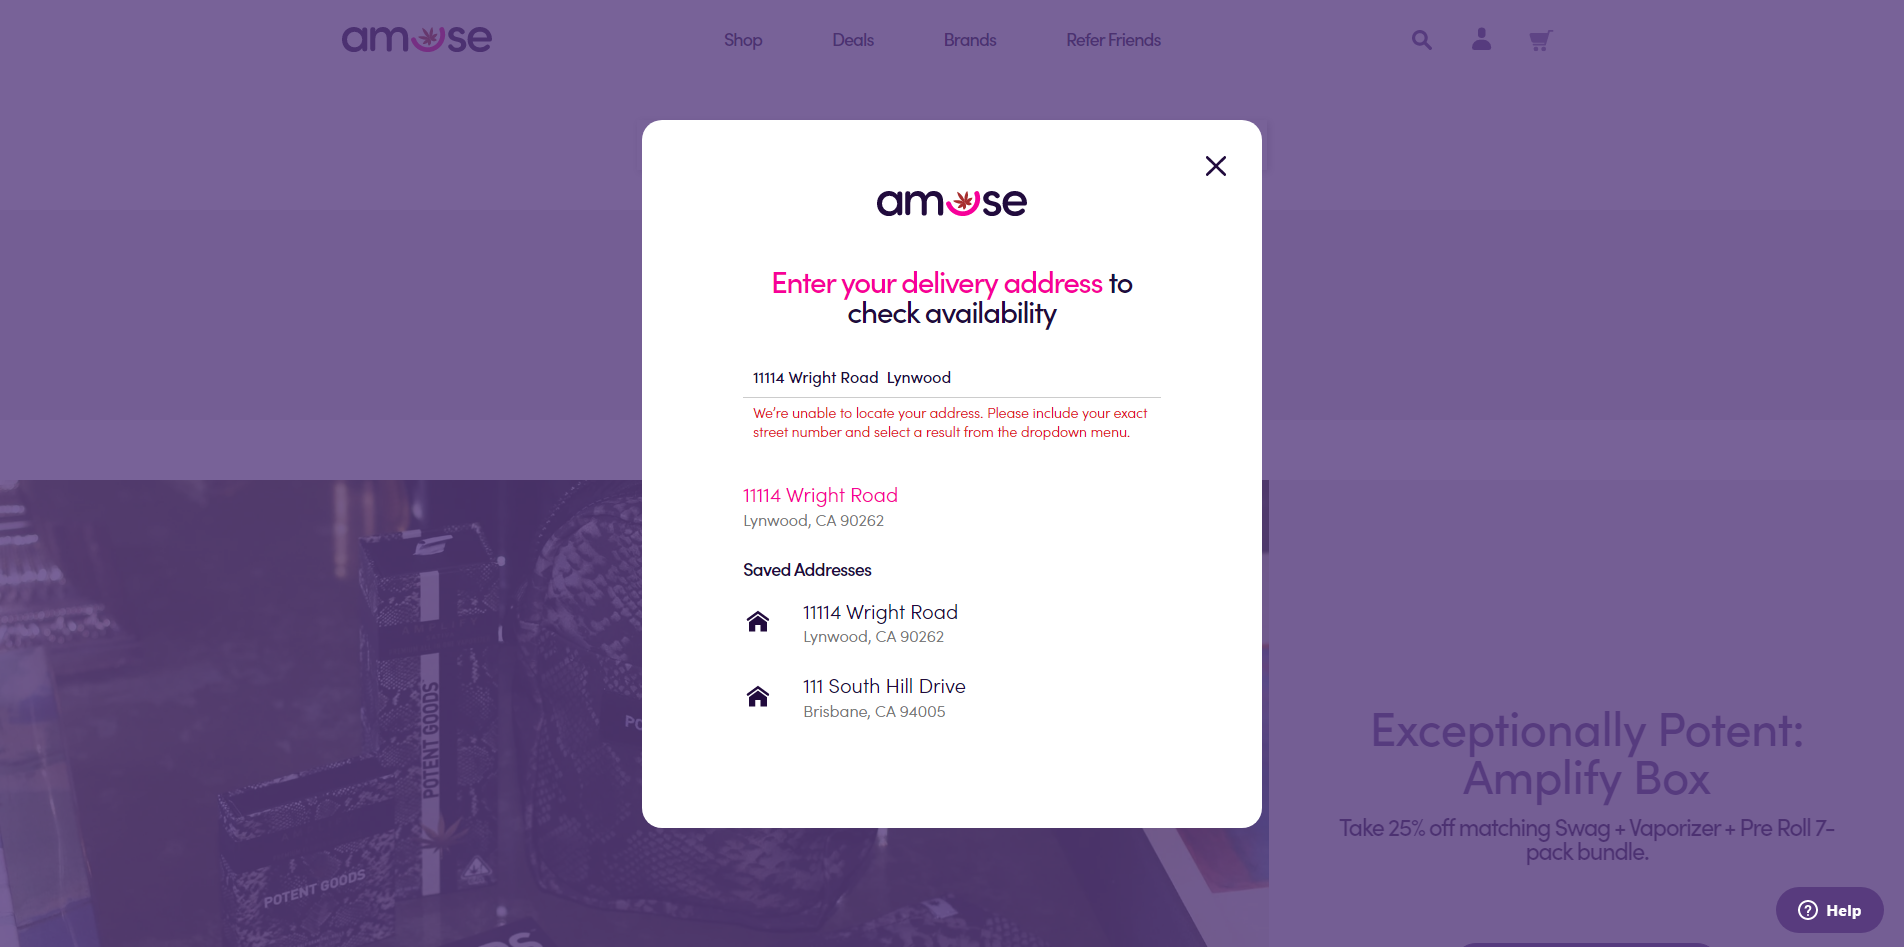 amuse
Shop
Deals
Brands
Refer Friends
amuse
Enter your delivery address to
check availability
11114 Wright Road  Lynwood
We’re unable to locate your address. Please include your exact
street number and select a result from the dropdown menu.
11114 Wright Road
Lynwood, CA 90262
Saved Addresses
11114 Wright Road
Lynwood, CA 90262
111 South Hill Drive
Brisbane, CA 94005
POTENT GOODS
POTENT GOODS
Exceptionally Potent:
Amplify Box
Take 25% off matching Swag + Vaporizer + Pre Roll 7-
pack bundle.
Help